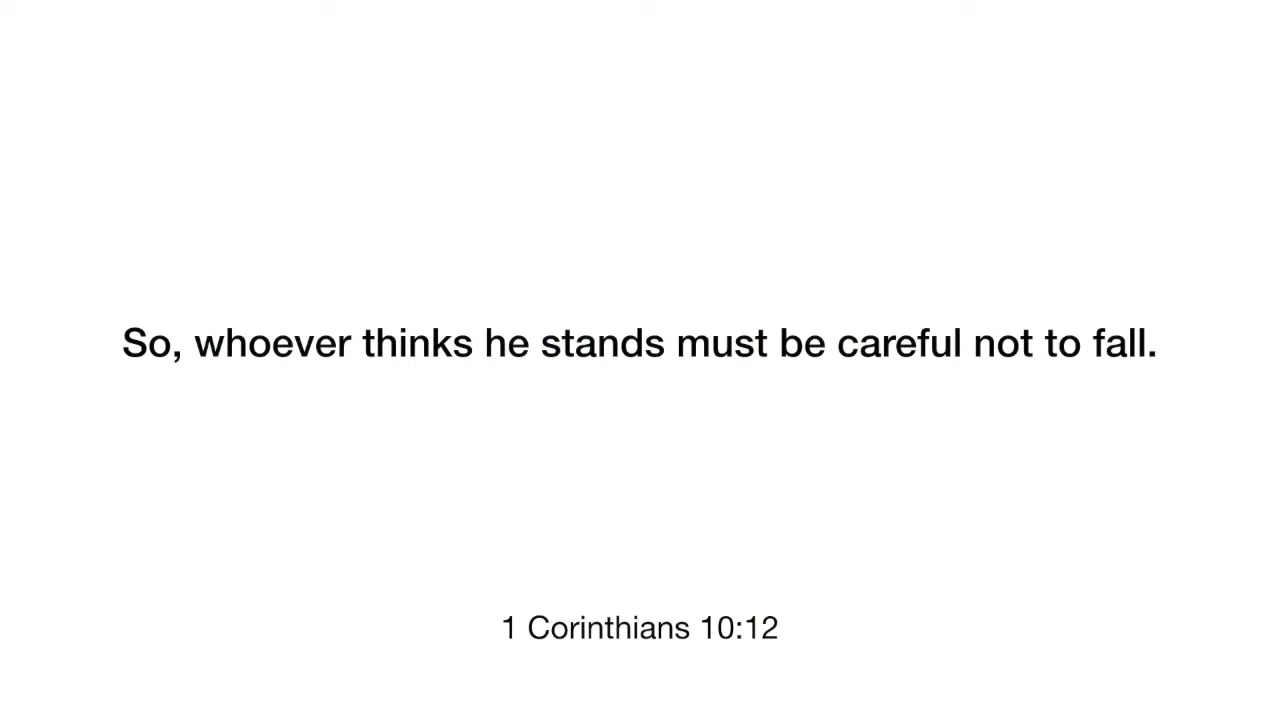 So, whoever thinks he stands must be careful not to fall.
1 Corinthians 10:12